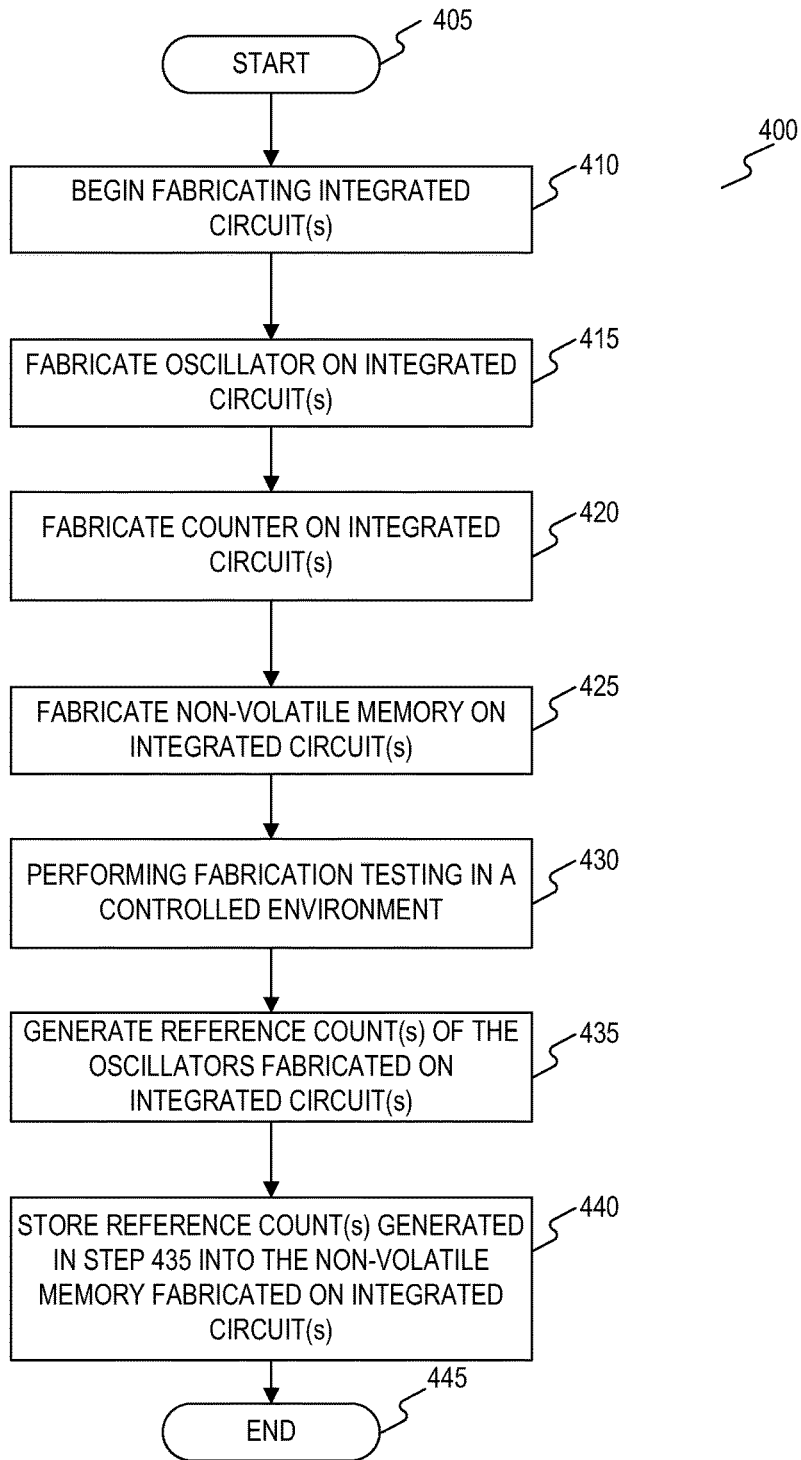 START
405
400
BEGIN FABRICATING INTEGRATED
CIRCUIT(s)
410
FABRICATE OSCILLATOR ON INTEGRATED
CIRCUIT(s)
415
FABRICATE COUNTER ON INTEGRATED
CIRCUIT(s)
420
FABRICATE NON-VOLATILE MEMORY ON
INTEGRATED CIRCUIT(s)
425
PERFORMING FABRICATION TESTING IN A
CONTROLLED ENVIRONMENT
430
GENERATE REFERENCE COUNT(s) OF THE
OSCILLATORS FABRICATED ON
INTEGRATED CIRCUIT(s)
435
STORE REFERENCE COUNT(s) GENERATED
IN STEP 435 INTO THE NON-VOLATILE
MEMORY FABRICATED ON INTEGRATED
CIRCUIT(s)
440
END
445